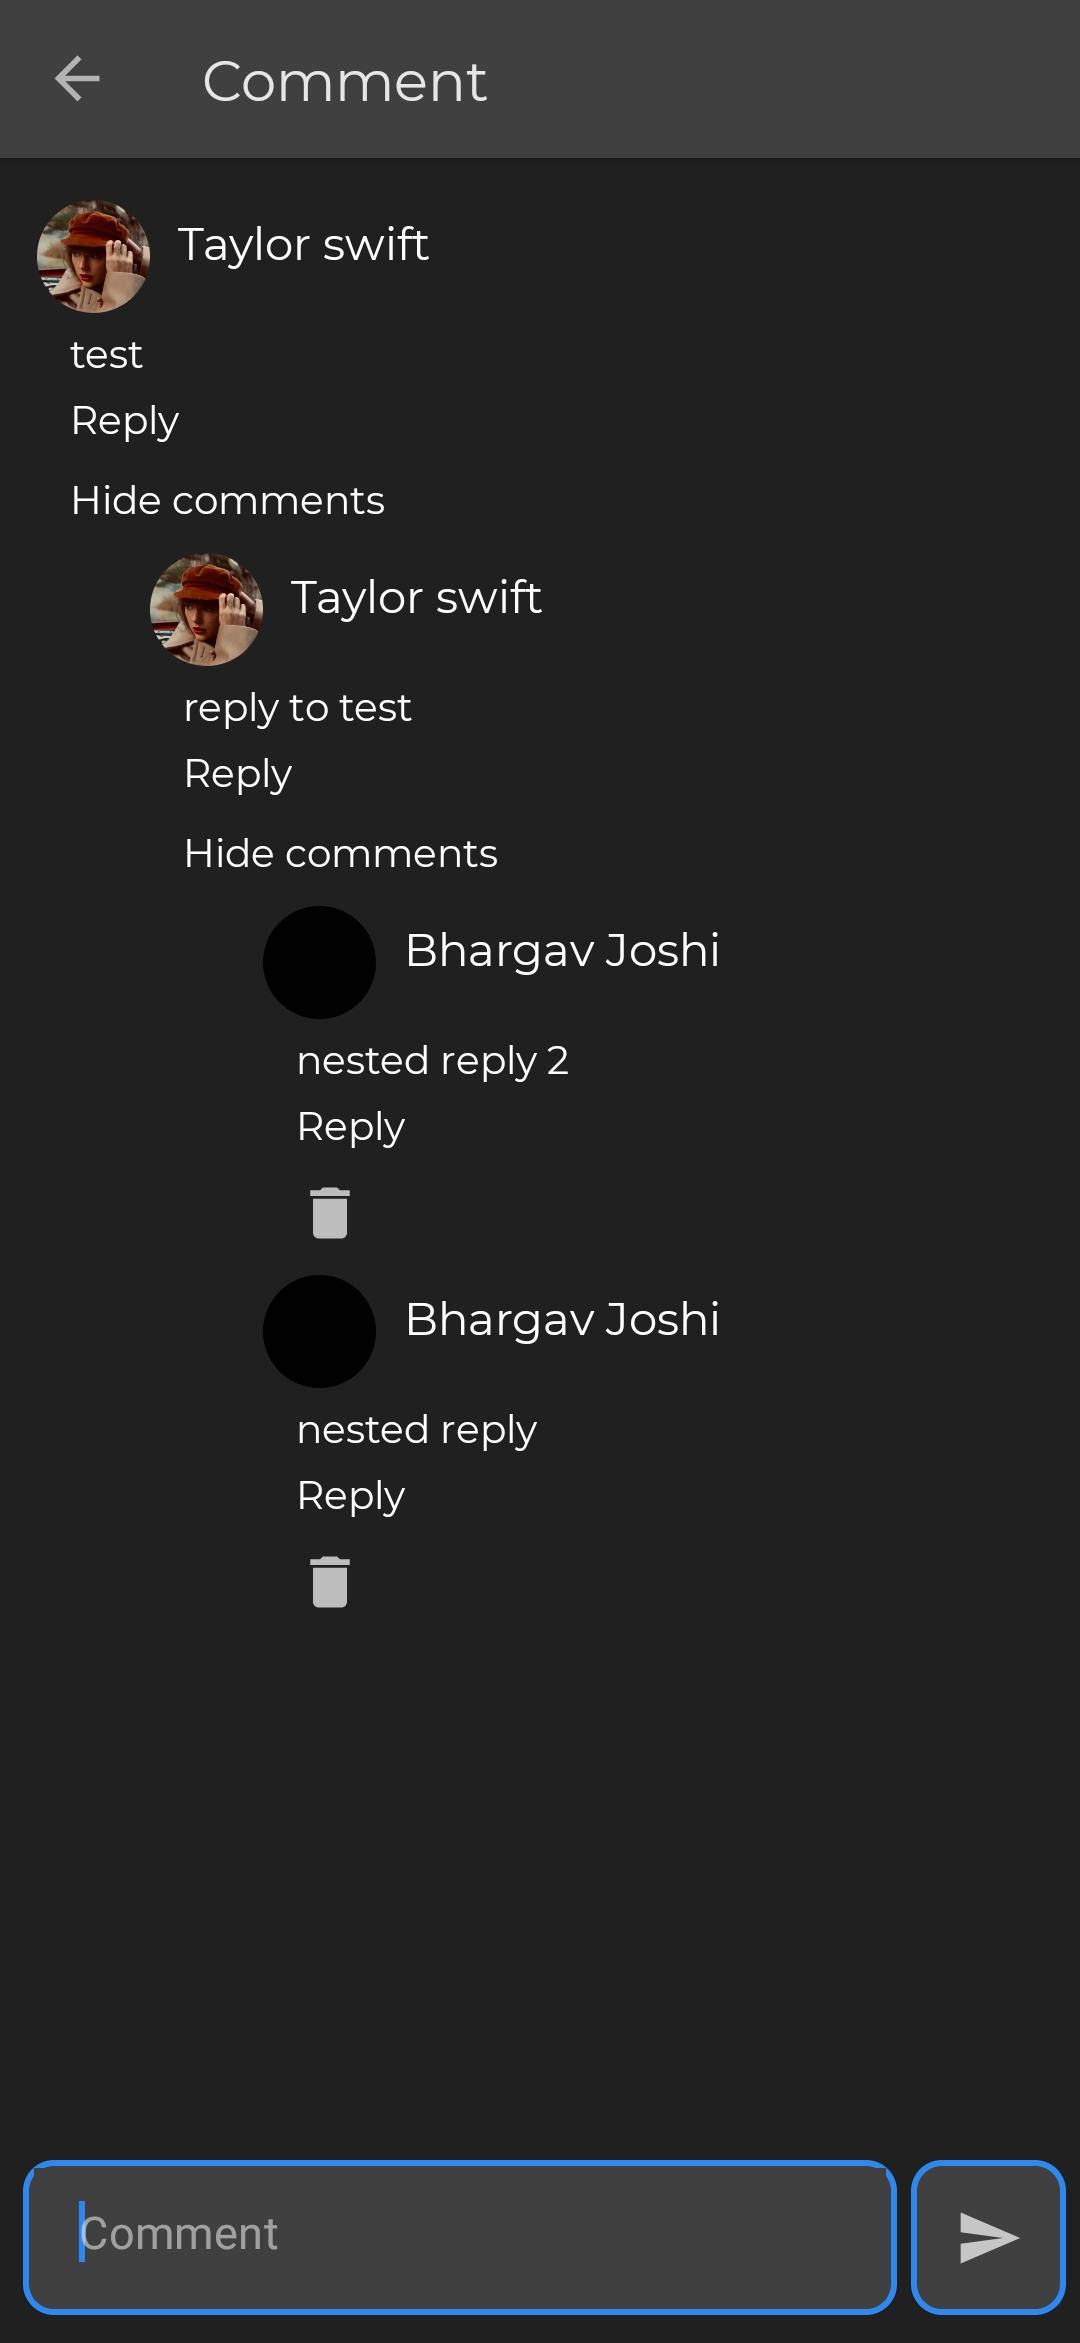 Comment
Taylor swift
test
Reply
Hide comments
Taylor swift
reply to test
Reply
Hide comments
Bhargav Joshi
nested reply 2
Reply
Bhargav Joshi
nested reply
Reply
Comment